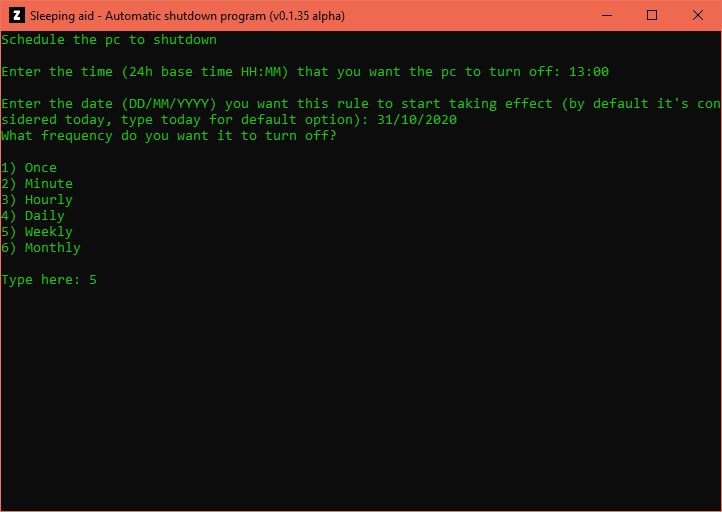 Z Sleeping aid - Automatic shutdown program (v0.1.35 alpha)
Schedule the pc to shutdown
Enter the time (24h base time HH:MM) that you want the pc to turn off: 13:00
Enter the date (DD/MM/YYYY) you want this rule to start taking effect (by default it's con
sidered today, type today for default option): 31/10/2020
What frequency do you want it to turn off?
1) Once
2) Minute
3) Hourly
4) Daily
5) Weekly
6) Monthly
Type here: 5